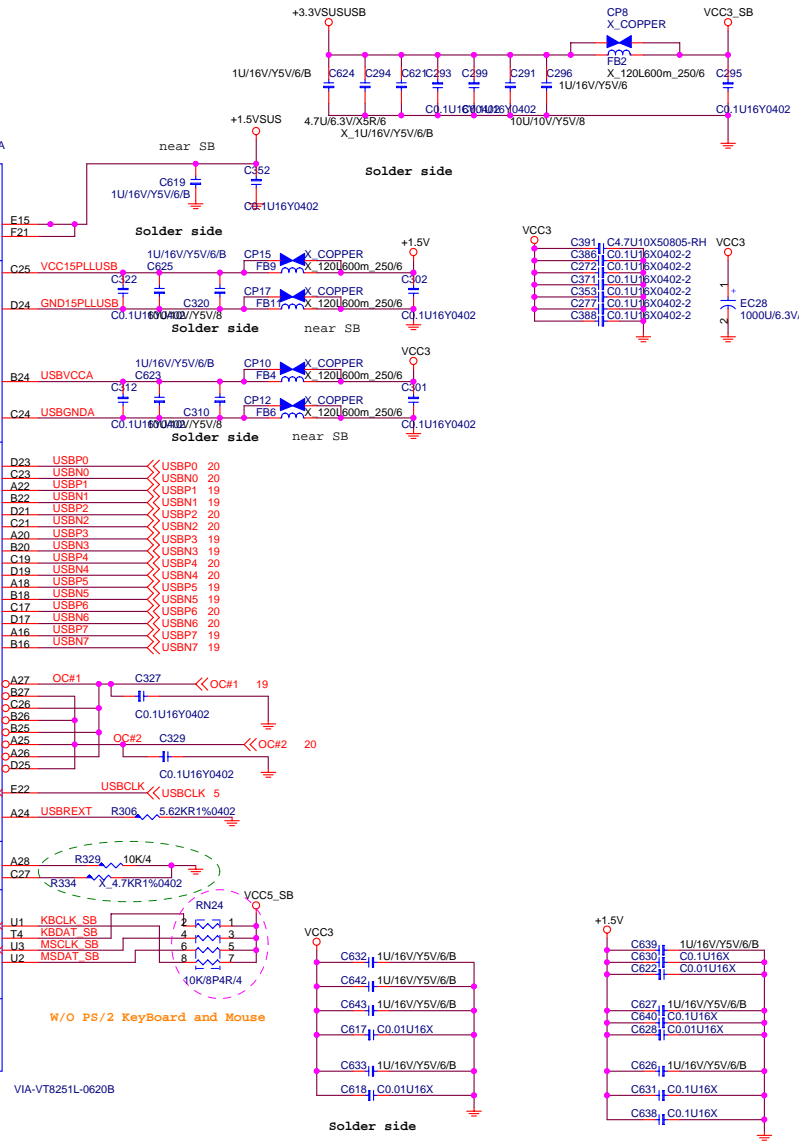 +3.3VSUSUSB
CP8
X_COPPER
VCC3_SB
FB2
X_120L600m_250/6
1U/16V/Y5V/6/B
C624
C294
C621
C293
C299
C291
C296
1U/16V/Y5V/6
C295
4.7U/6.3V/X5R/6
X_1U/16V/Y5V/6/B
10U/10V/Y5V/8
C0.1U16Y0402
Solder side
A
+1.5VSUS
near SB
C619
1U/16V/Y5V/6/B
C352
C0.1U16Y0402
Solder side
E15
F21
C25 VCC15PLLUSB
D24 GND15PLLUSB
1U/16V/Y5V/6/B
C322
C625
C320
CP15 X_COPPER
FB9 X_120L600m_250/6
CP17 X_COPPER
FB11 X_120L600m_250/6
+1.5V
C302
C0.1U16Y0402
Solder side
near SB
VCC3
C391 C4.7U10X50805-RH
C386 C0.1U16X0402-2
C272 C0.1U16X0402-2
C371 C0.1U16X0402-2
C353 C0.1U16X0402-2
C277 C0.1U16X0402-2
C388 C0.1U16X0402-2
VCC3
1
+
2
EC28
1000U/6.3V/
B24 USBVCCA
C24 USBGNDA
1U/16V/Y5V/6/B
C312
C623
C310
CP10 X_COPPER
FB4 X_120L600m_250/6
CP12 X_COPPER
FB6 X_120L600m_250/6
VCC3
C301
C0.1U16Y0402
Solder side
near SB
D23 USBP0 USBP0 20
C23 USBN0 USBN0 20
A22 USBP1 USBP1 19
B22 USBN1 USBN1 19
D21 USBP2 USBP2 20
C21 USBN2 USBN2 20
A20 USBP3 USBP3 19
B20 USBN3 USBN3 19
C19 USBP4 USBP4 20
D19 USBN4 USBN4 20
A18 USBP5 USBP5 19
B18 USBN5 USBN5 19
C17 USBP6 USBP6 20
D17 USBN6 USBN6 20
A16 USBP7 USBP7 19
B16 USBN7 USBN7 19
A27 OC#1 C327 OC#1 19
B27
C26 C0.1U16Y0402
B26
B25
A25 OC#2 C329 OC#2 20
A26
D25 C0.1U16Y0402
E22 USBCLK USBCLK 5
A24 USBREXT R306 5.62KR1%0402
A28 R329 10K/4
C27 R334 X_4.7KR1%0402
VCC5_SB
RN24
U1 KBCLK_SB 2 1
T4 KBDAT_SB 4 3
U3 MSCLK_SB 6 5
U2 MSDAT_SB 8 7
10K/8P4R/4
W/O PS/2 KeyBoard and Mouse
VIA-VT8251L-0620B
VCC3
C632 1U/16V/Y5V/6/B
C642 1U/16V/Y5V/6/B
C643 1U/16V/Y5V/6/B
C617 C0.01U16X
C633 1U/16V/Y5V/6/B
C618 C0.01U16X
Solder side
+1.5V
C639 1U/16V/Y5V/6/B
C630 C0.1U16X
C622 C0.01U16X
C627 1U/16V/Y5V/6/B
C640 C0.1U16X
C628 C0.01U16X
C626 1U/16V/Y5V/6/B
C631 C0.1U16X
C638 C0.1U16X